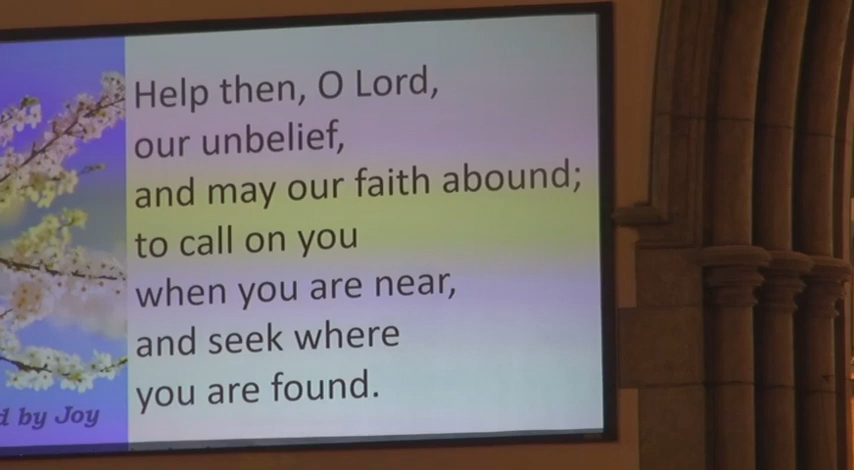 Help then, O Lord,
our unbelief,
and may our faith abound;
to call on you
when you are near,
and seek where
you are found.
by Joy